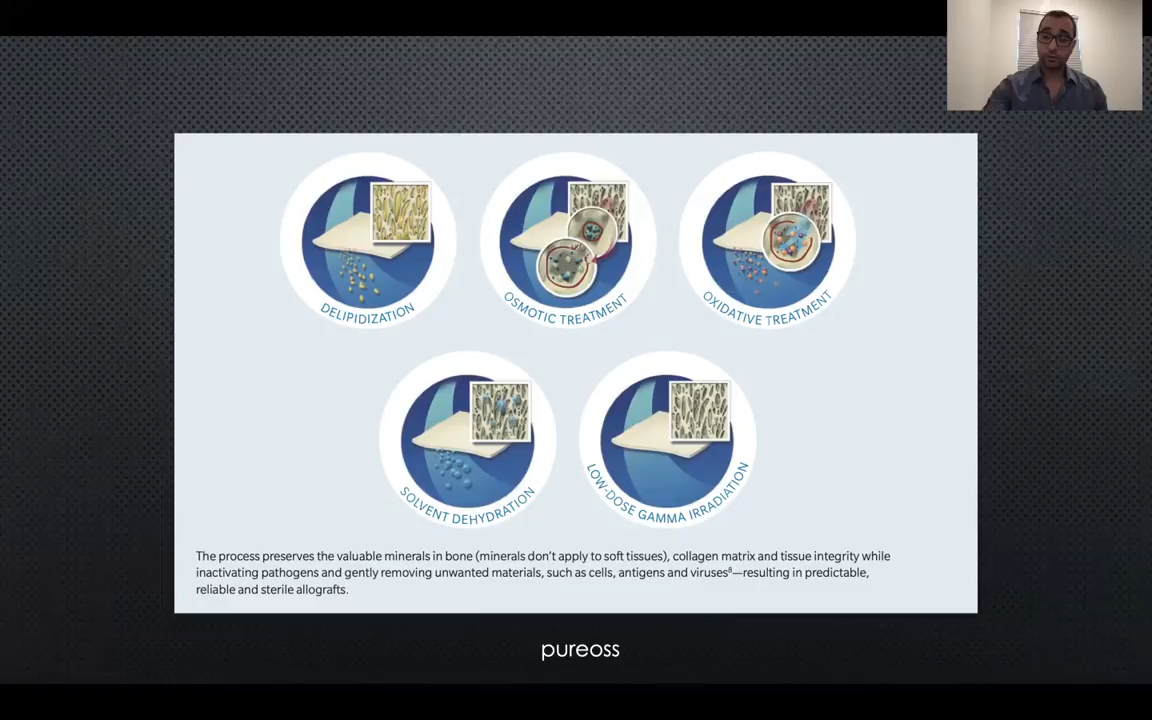 DELIPIDIZATION
OSMOTIC TREATMENT
OXIDATIVE TREATMENT
SOLVENT DEHYDRATION
LOW-DOSE GAMMA IRRADIATION
The process preserves the valuable minerals in bone (minerals don't apply to soft tissues), collagen matrix and tissue integrity while
inactivating pathogens and gently removing unwanted materials, such as cells, antigens and viruses⁸—resulting in predictable,
reliable and sterile allografts.
pureoss